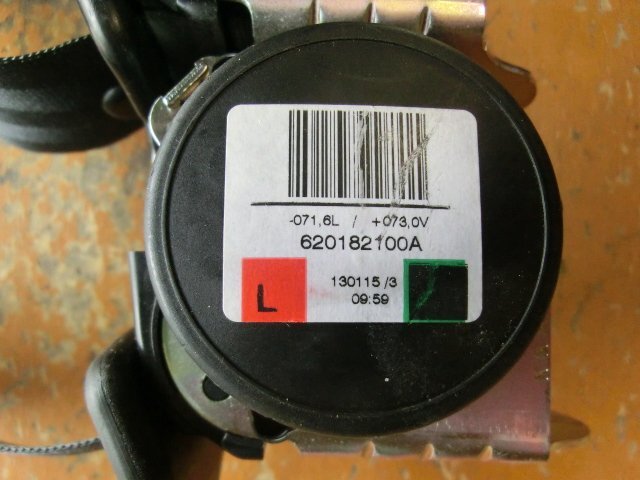 -071,6L / +073,0V
620182100A
L
130115 /3
09:59